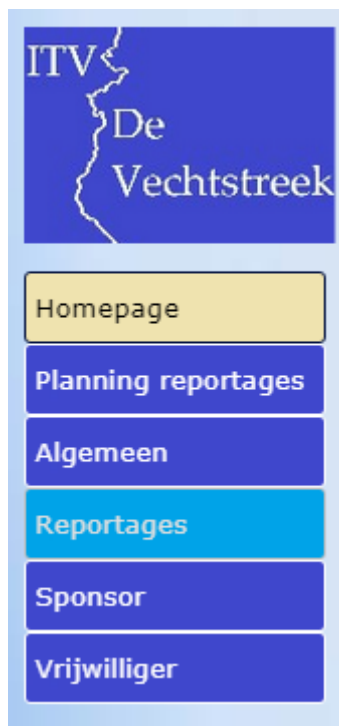 ITV
De
Vechtstreek
Homepage
Planning reportages
Algemeen
Reportages
Sponsor
Vrijwilliger